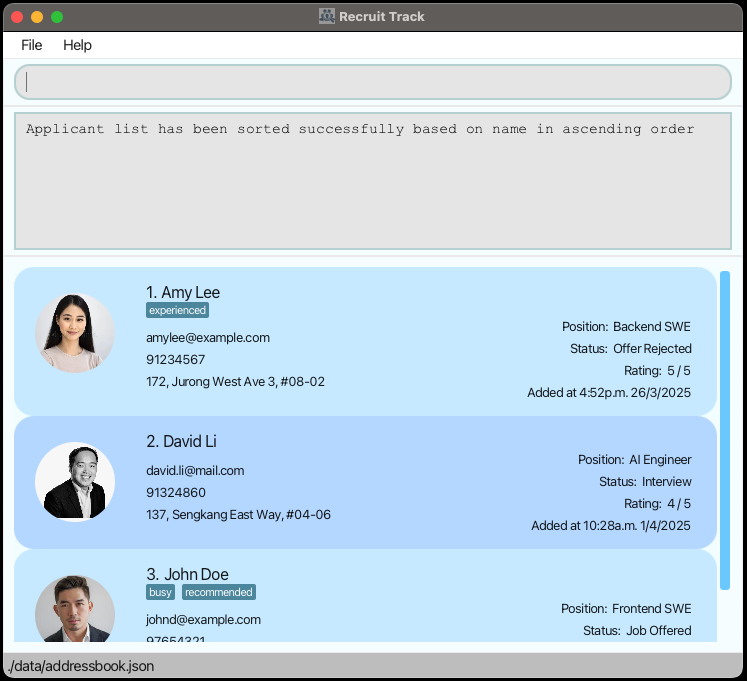 Recruit Track
File Help
Applicant list has been sorted successfully based on name in ascending order
1. Amy Lee
experienced
amylee@example.com
91234567
172, Jurong West Ave 3, #08-02
Position: Backend SWE
Status: Offer Rejected
Rating: 5 / 5
Added at 4:52p.m. 26/3/2025
2. David Li
david.li@mail.com
91324860
137, Sengkang East Way, #04-06
Position: AI Engineer
Status: Interview
Rating: 4 / 5
Added at 10:28a.m. 1/4/2025
3. John Doe
busy recommended
johnd@example.com
97654321
Position: Frontend SWE
Status: Job Offered
./data/addressbook.json